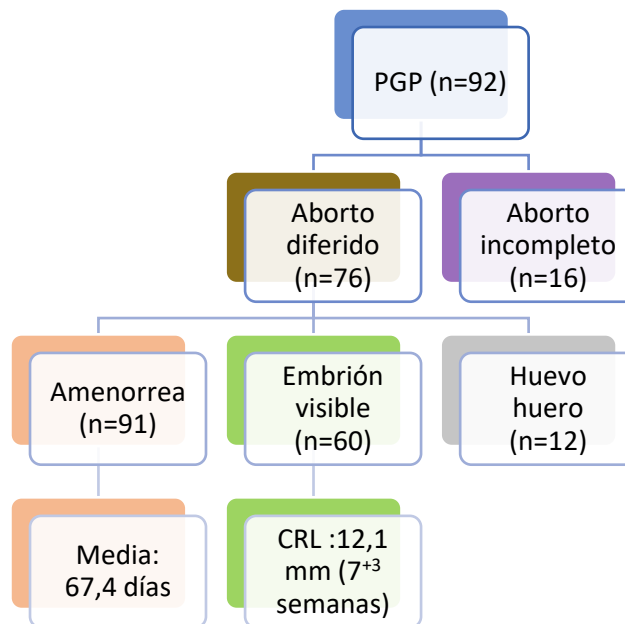 PGP (n=92)
Aborto
diferido
(n=76)
Aborto
incompleto
(n=16)
Amenorrea
(n=91)
Embrión
visible
(n=60)
Huevo
huero
(n=12)
Media:
67,4 días
CRL :12,1
mm (7⁺³
semanas)